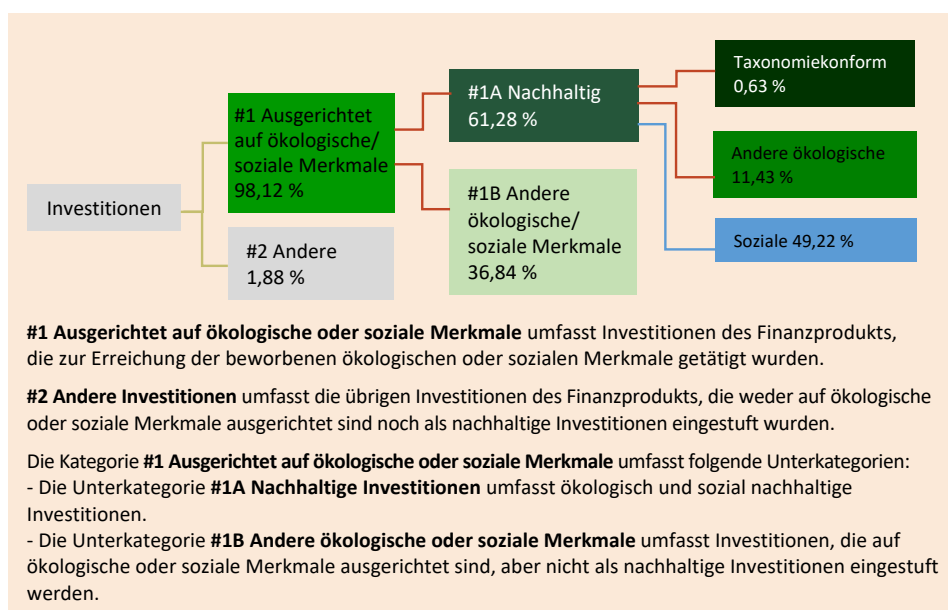 Investitionen
#1 Ausgerichtet
auf ökologische/
soziale Merkmale
98,12 %
#2 Andere
1,88 %
#1A Nachhaltig
61,28 %
#1B Andere
ökologische/
soziale Merkmale
36,84 %
Taxonomiekonform
0,63 %
Andere ökologische
11,43 %
Soziale 49,22 %
#1 Ausgerichtet auf ökologische oder soziale Merkmale umfasst Investitionen des Finanzprodukts,
die zur Erreichung der beworbenen ökologischen oder sozialen Merkmale getätigt wurden.
#2 Andere Investitionen umfasst die übrigen Investitionen des Finanzprodukts, die weder auf ökologische
oder soziale Merkmale ausgerichtet sind noch als nachhaltige Investitionen eingestuft wurden.
Die Kategorie #1 Ausgerichtet auf ökologische oder soziale Merkmale umfasst folgende Unterkategorien:
- Die Unterkategorie #1A Nachhaltige Investitionen umfasst ökologisch und sozial nachhaltige
Investitionen.
- Die Unterkategorie #1B Andere ökologische oder soziale Merkmale umfasst Investitionen, die auf
ökologische oder soziale Merkmale ausgerichtet sind, aber nicht als nachhaltige Investitionen eingestuft
werden.